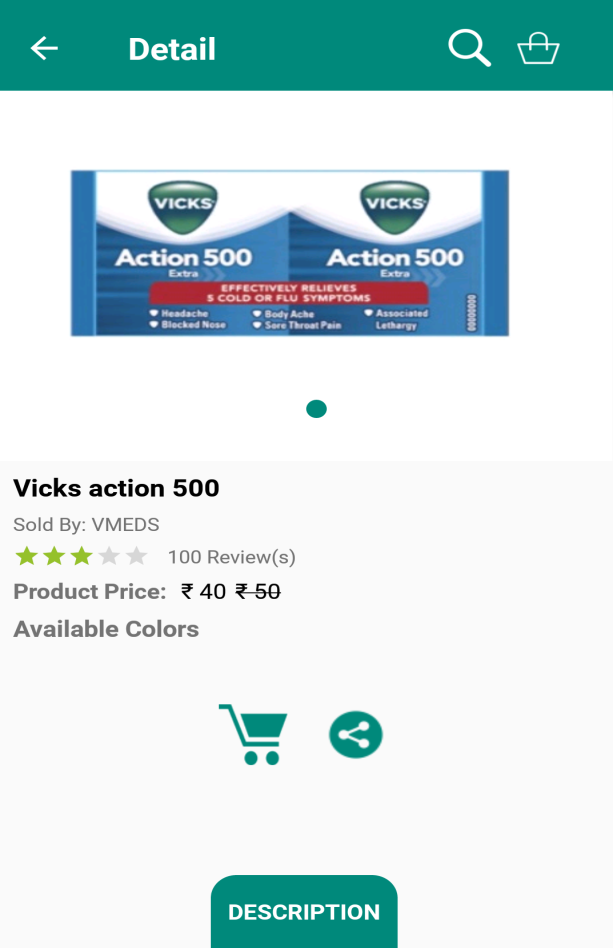 Detail
VICKS VICKS
Action 500 Action 500
Extra Extra
EFFECTIVELY RELIEVES
5 COLD OR FLU SYMPTOMS
Headache Body Ache Associated
Blocked Nose Sore Throat Pain Lethargy
00000000
Vicks action 500
Sold By: VMEDS
100 Review(s)
Product Price: ₹ 40 ₹ 50
Available Colors
DESCRIPTION